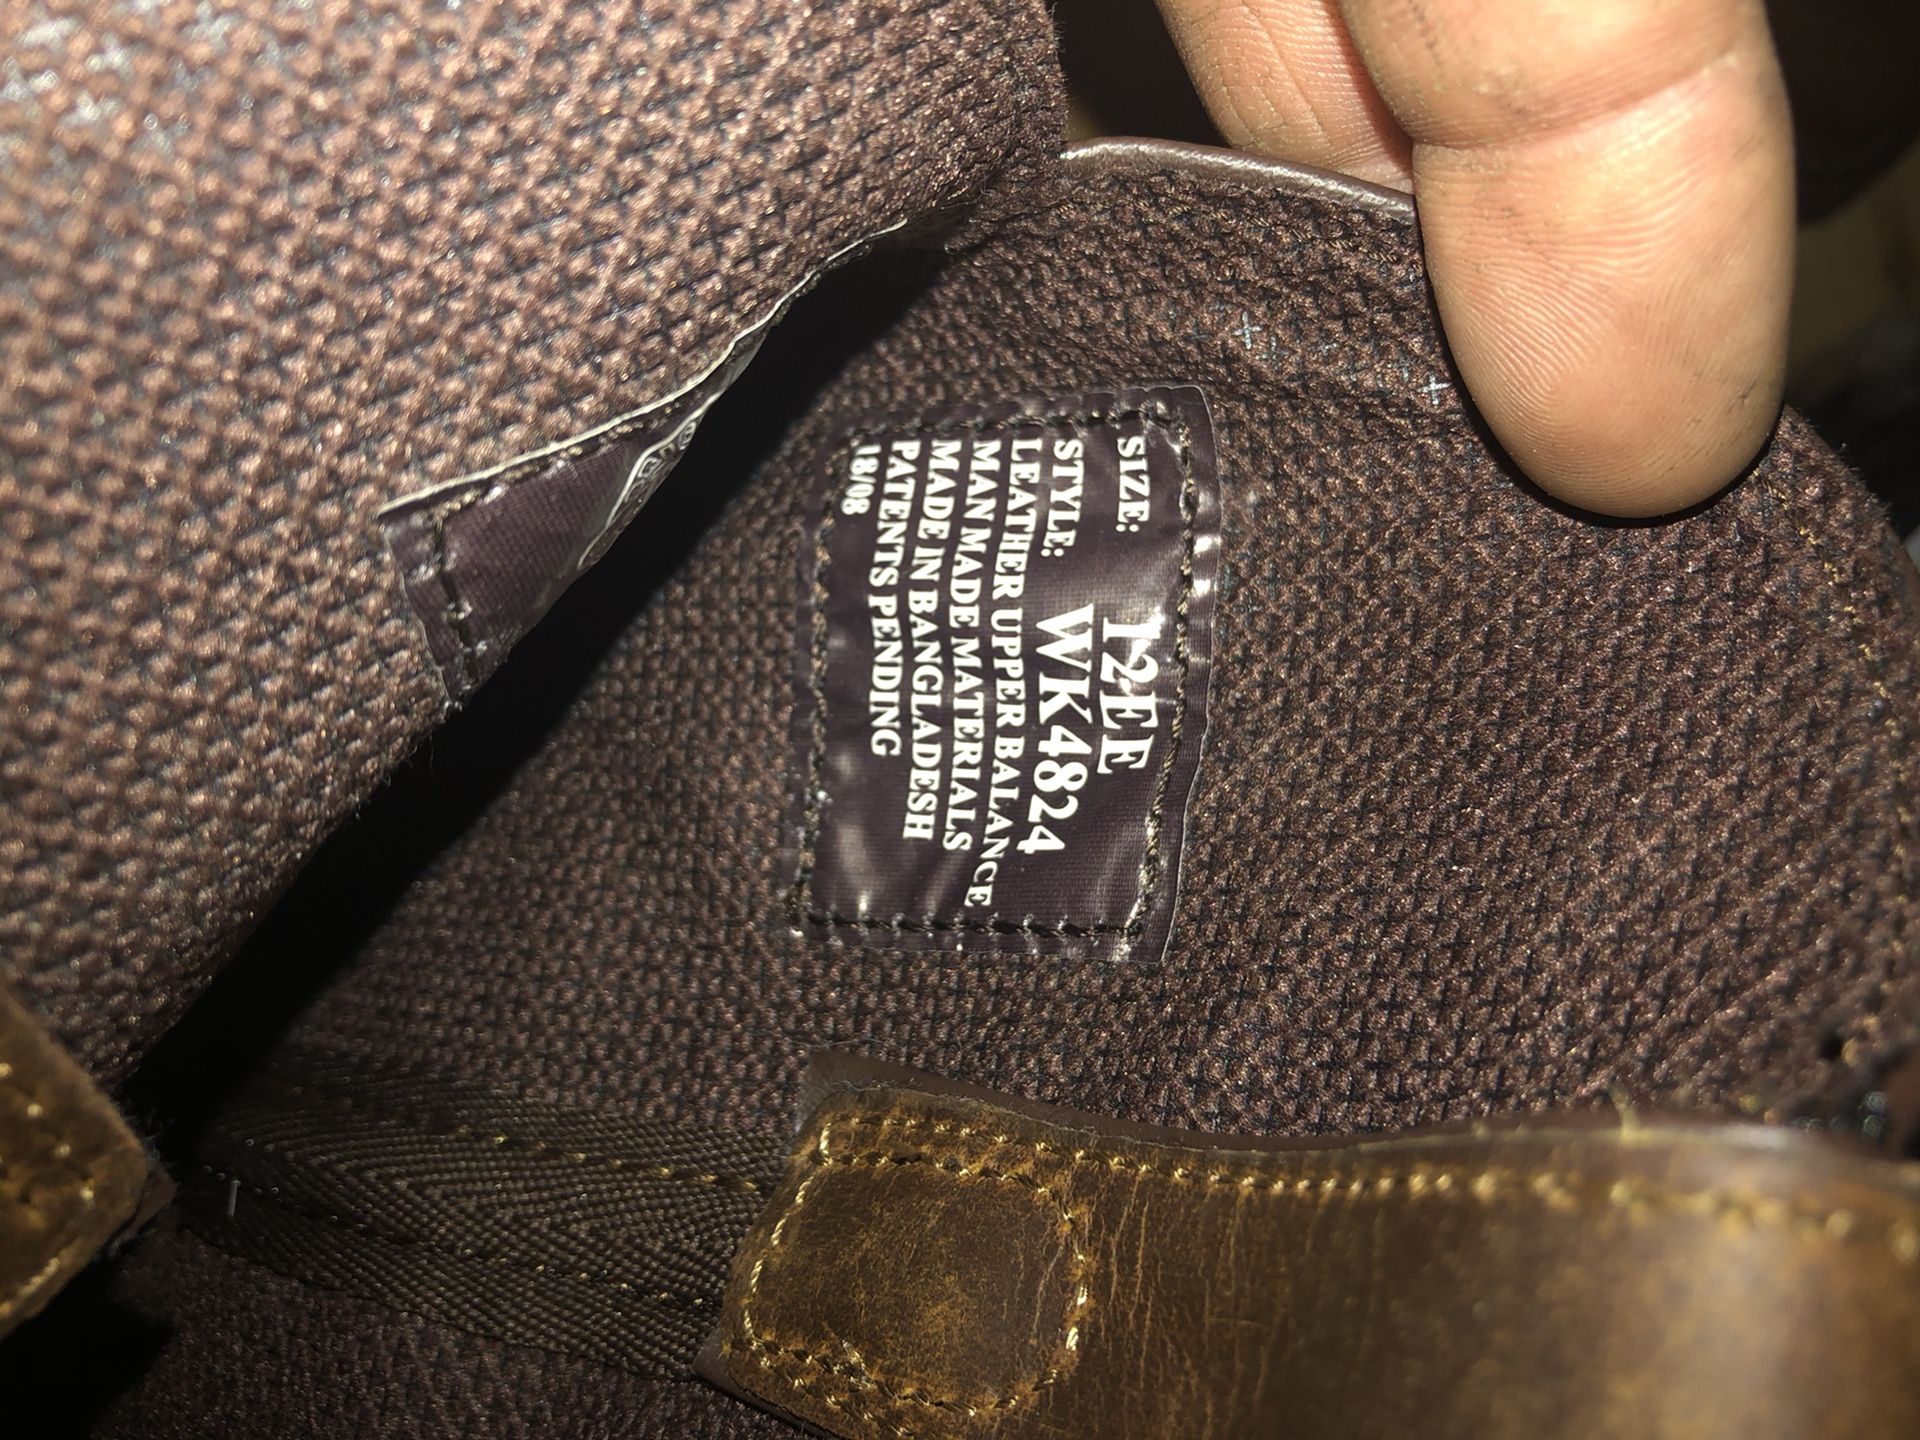 SIZE: 12EE
STYLE: WK4824
LEATHER UPPER BALANCE
MAN MADE MATERIALS
MADE IN BANGLADESH
PATENTS PENDING
18/08